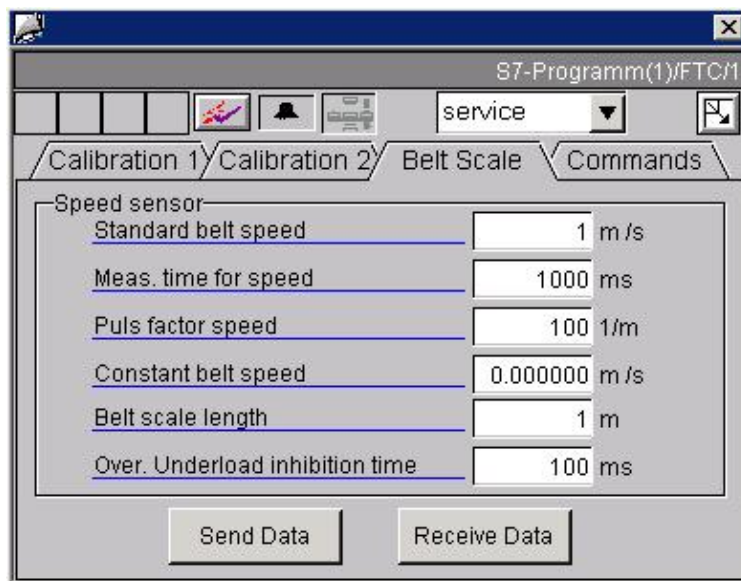 S7-Programm(1)/FTC/1
service
Calibration 1 Calibration 2 Belt Scale Commands
Speed sensor
Standard belt speed 1 m/s
Meas. time for speed 1000 ms
Puls factor speed 100 1/m
Constant belt speed 0.000000 m/s
Belt scale length 1 m
Over. Underload inhibition time 100 ms
Send Data Receive Data